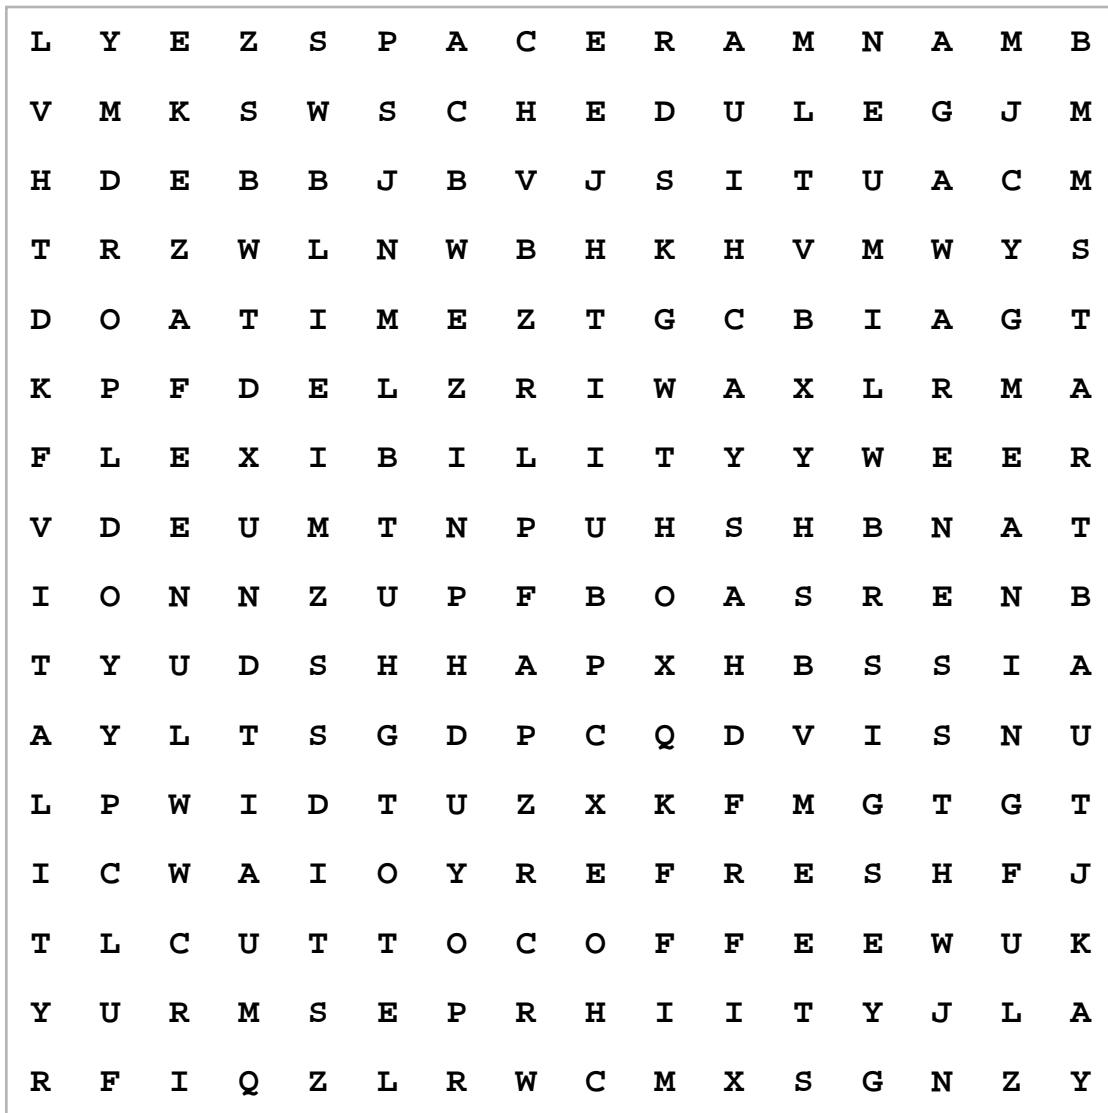 L Y E Z S P A C E R A M N A M B
V M K S W S C H E D U L E G J M
H D E B B J B V J S I T U A C M
T R Z W L N W B H K H V M W Y S
D O A T I M E Z T G C B I A G T
K P F D E L Z R I W A X L R M A
F L E X I B I L I T Y Y W E E R
V D E U M T N P U H S H B N A T
I O N N Z U P F B O A S R E N B
T Y U D S H H A P X H B S S I A
A Y L T S G D P C Q D V I S N U
L P W I D T U Z X K F M G T G T
I C W A I O Y R E F R E S H F J
T L C U T T O C O F F E E W U K
Y U R M S E P R H I I T Y J L A
R F I Q Z L R W C M X S G N Z Y